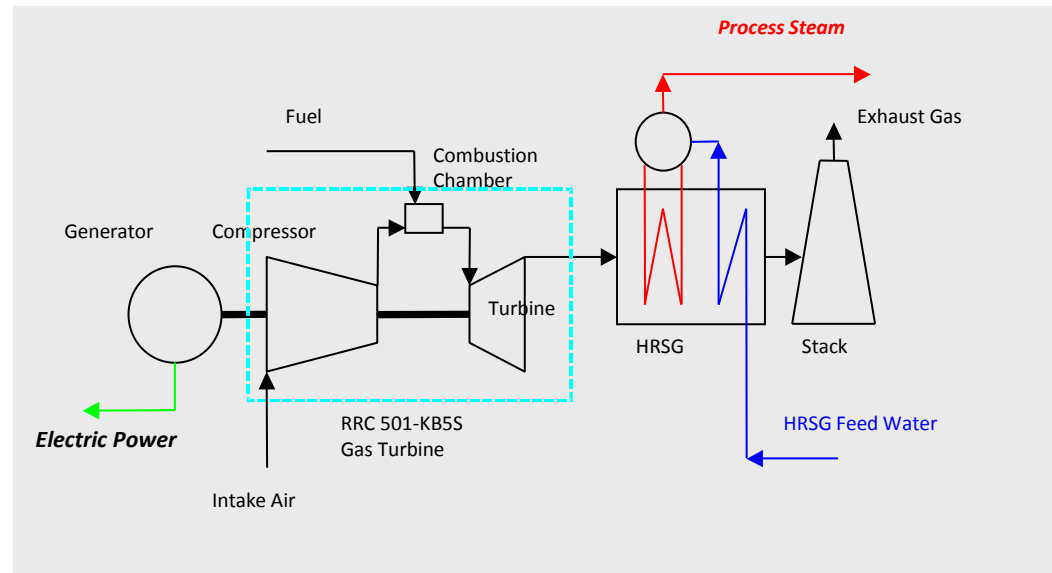 Process Steam
Fuel
Exhaust Gas
Combustion
Chamber
Generator
Compressor
Turbine
HRSG
Stack
RRC 501-KB5S
Gas Turbine
HRSG Feed Water
Electric Power
Intake Air